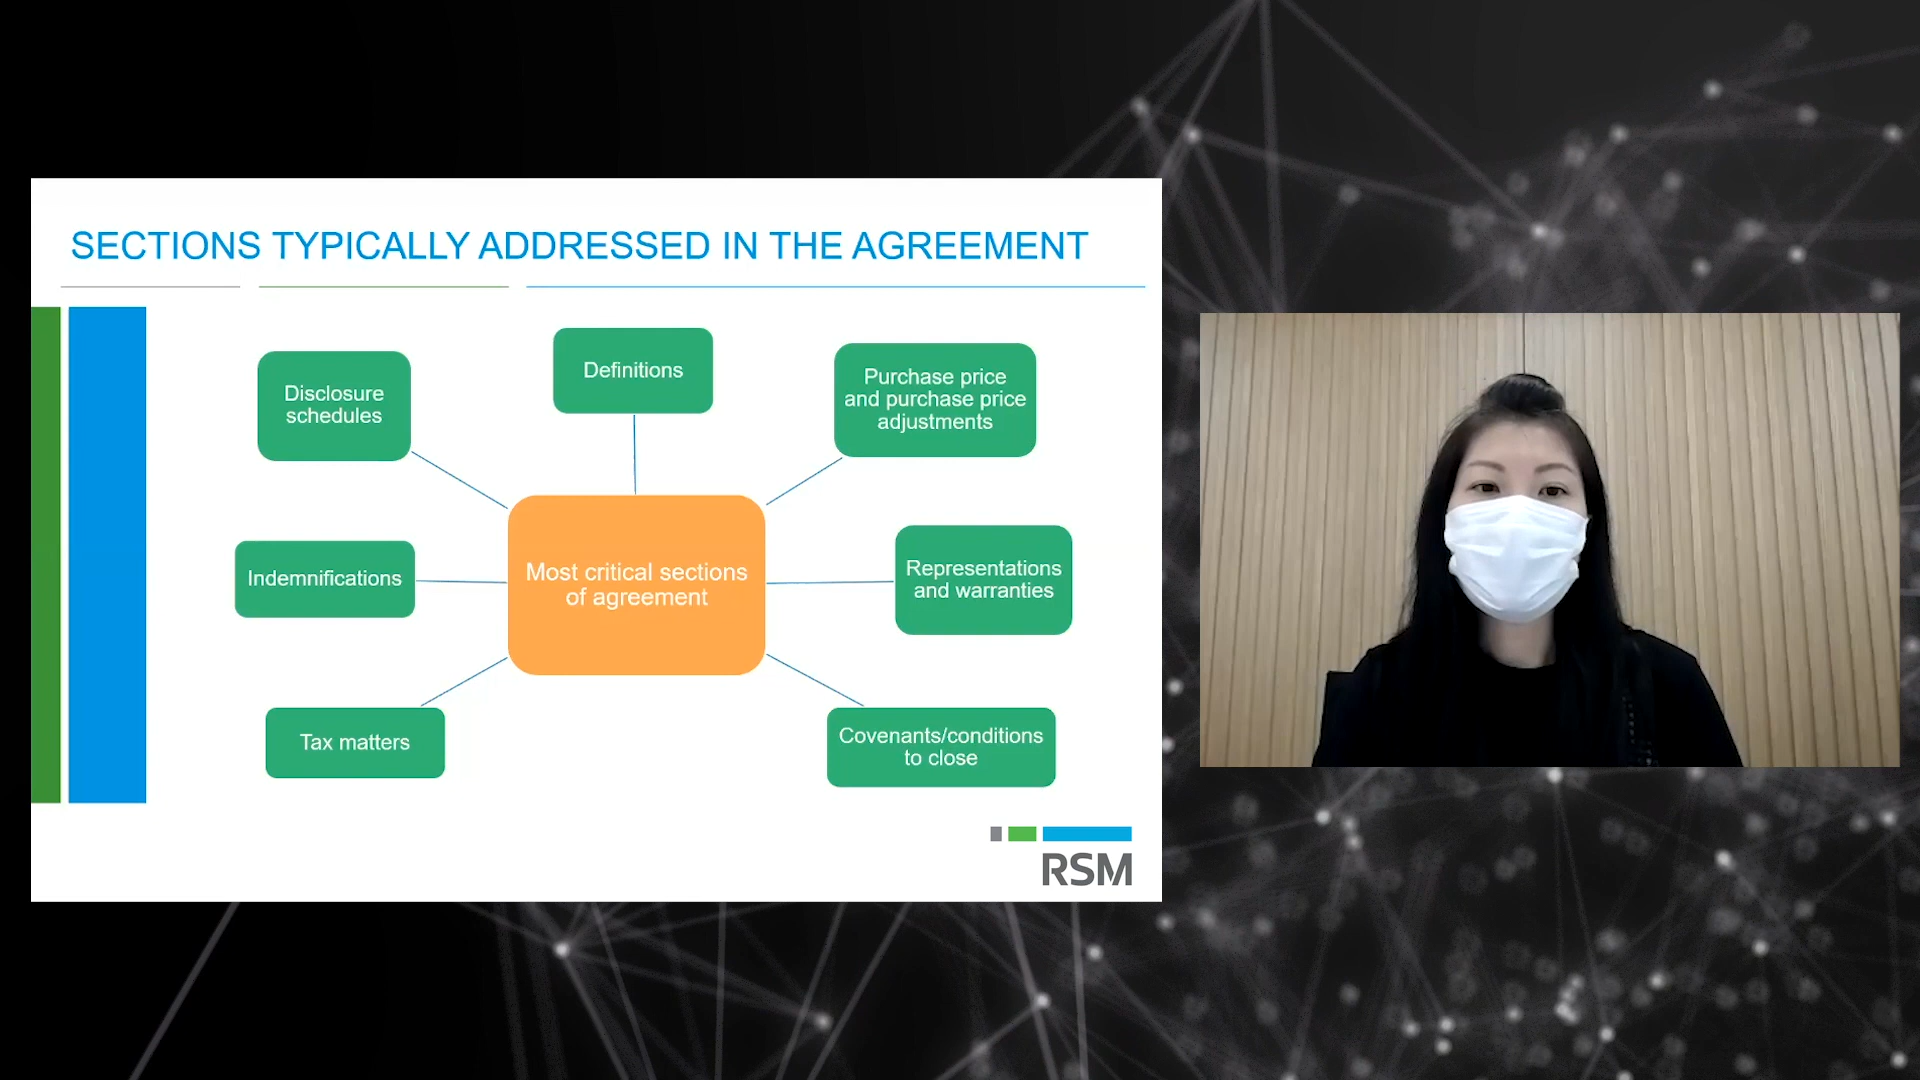 SECTIONS TYPICALLY ADDRESSED IN THE AGREEMENT
Disclosure
schedules
Definitions
Purchase price
and purchase price
adjustments
Indemnifications
Most critical sections
of agreement
Representations
and warranties
Tax matters
Covenants/conditions
to close
RSM